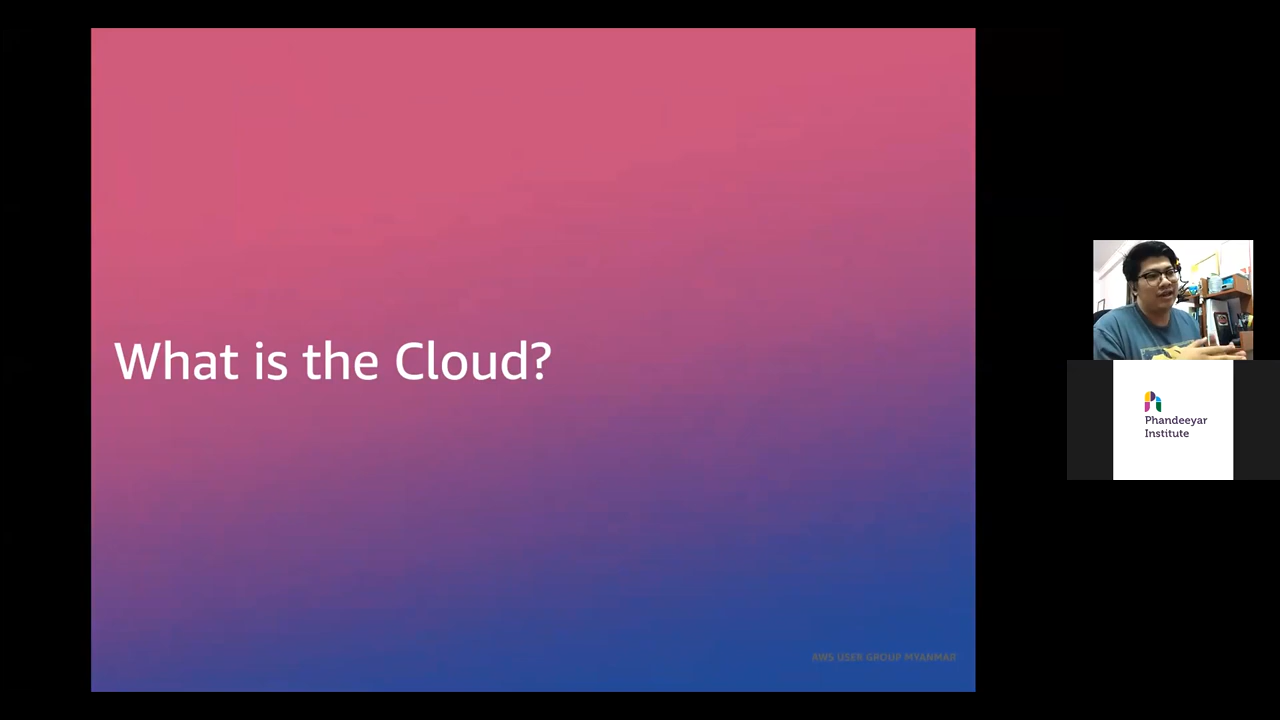 What is the Cloud?
AWS USER GROUP MYANMAR
Phandeeyar
Institute